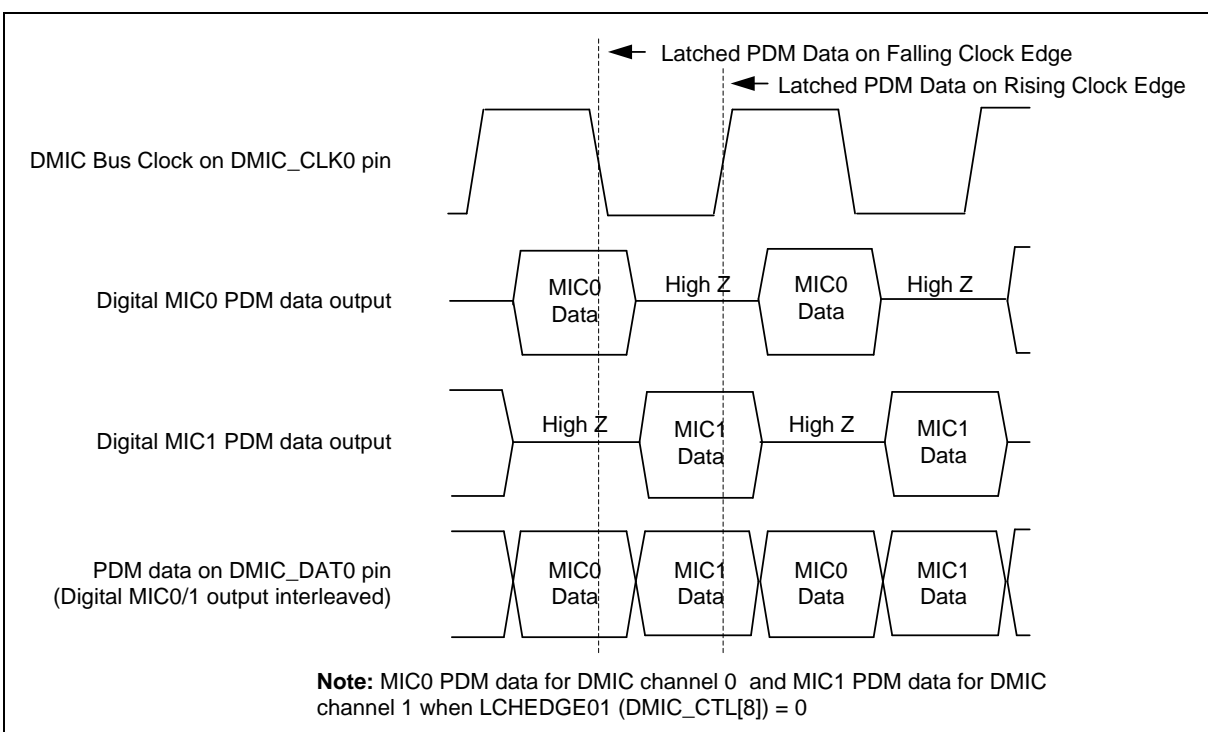 Latched PDM Data on Falling Clock Edge
Latched PDM Data on Rising Clock Edge
DMIC Bus Clock on DMIC_CLK0 pin
Digital MIC0 PDM data output
MIC0
Data
High Z
MIC0
Data
High Z
Digital MIC1 PDM data output
High Z
MIC1
Data
High Z
MIC1
Data
PDM data on DMIC_DAT0 pin
(Digital MIC0/1 output interleaved)
MIC0
Data
MIC1
Data
MIC0
Data
MIC1
Data
Note: MIC0 PDM data for DMIC channel 0 and MIC1 PDM data for DMIC
channel 1 when LCHEDGE01 (DMIC_CTL[8]) = 0